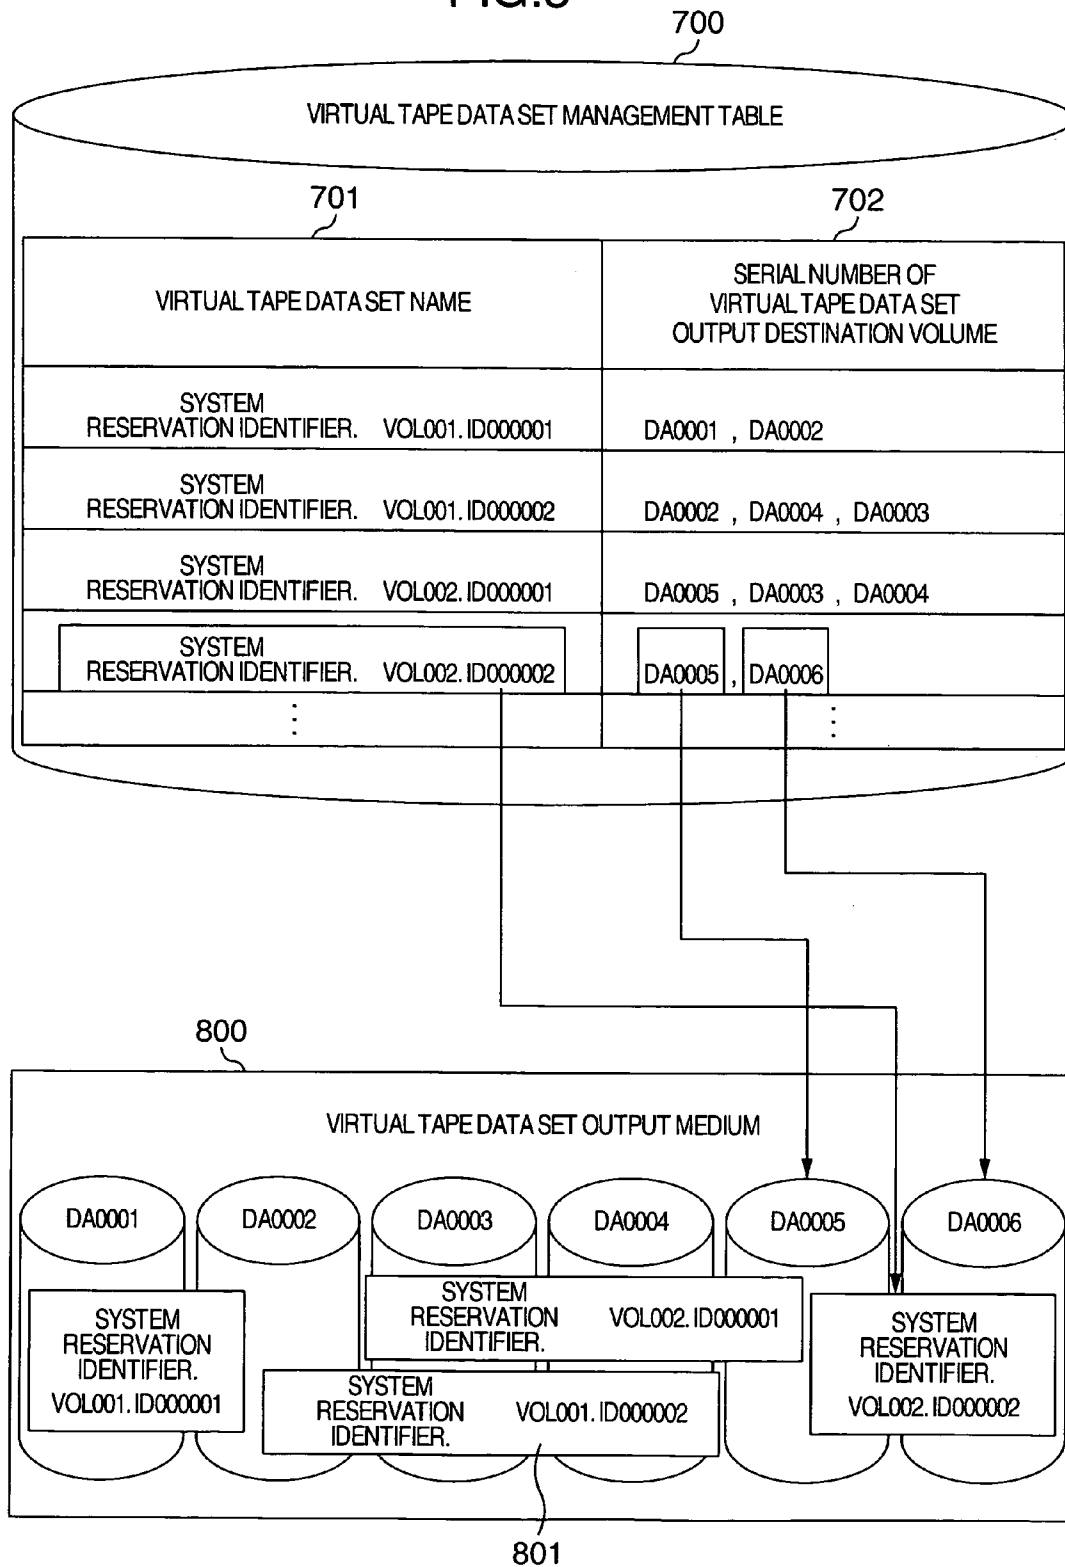 700
VIRTUAL TAPE DATA SET MANAGEMENT TABLE
701
702
VIRTUAL TAPE DATA SET NAME
SERIAL NUMBER OF
VIRTUAL TAPE DATA SET
OUTPUT DESTINATION VOLUME
SYSTEM
RESERVATION IDENTIFIER. VOL001. ID000001
DA0001 , DA0002
SYSTEM
RESERVATION IDENTIFIER. VOL001. ID000002
DA0002 , DA0004 , DA0003
SYSTEM
RESERVATION IDENTIFIER. VOL002. ID000001
DA0005 , DA0003 , DA0004
SYSTEM
RESERVATION IDENTIFIER. VOL002. ID000002
DA0005 , DA0006
800
VIRTUAL TAPE DATA SET OUTPUT MEDIUM
DA0001
DA0002
DA0003
DA0004
DA0005
DA0006
SYSTEM
RESERVATION
IDENTIFIER.
VOL001. ID000001
SYSTEM
RESERVATION
IDENTIFIER.
VOL002. ID000001
SYSTEM
RESERVATION
IDENTIFIER.
VOL001. ID000002
SYSTEM
RESERVATION
IDENTIFIER.
VOL002. ID000002
801